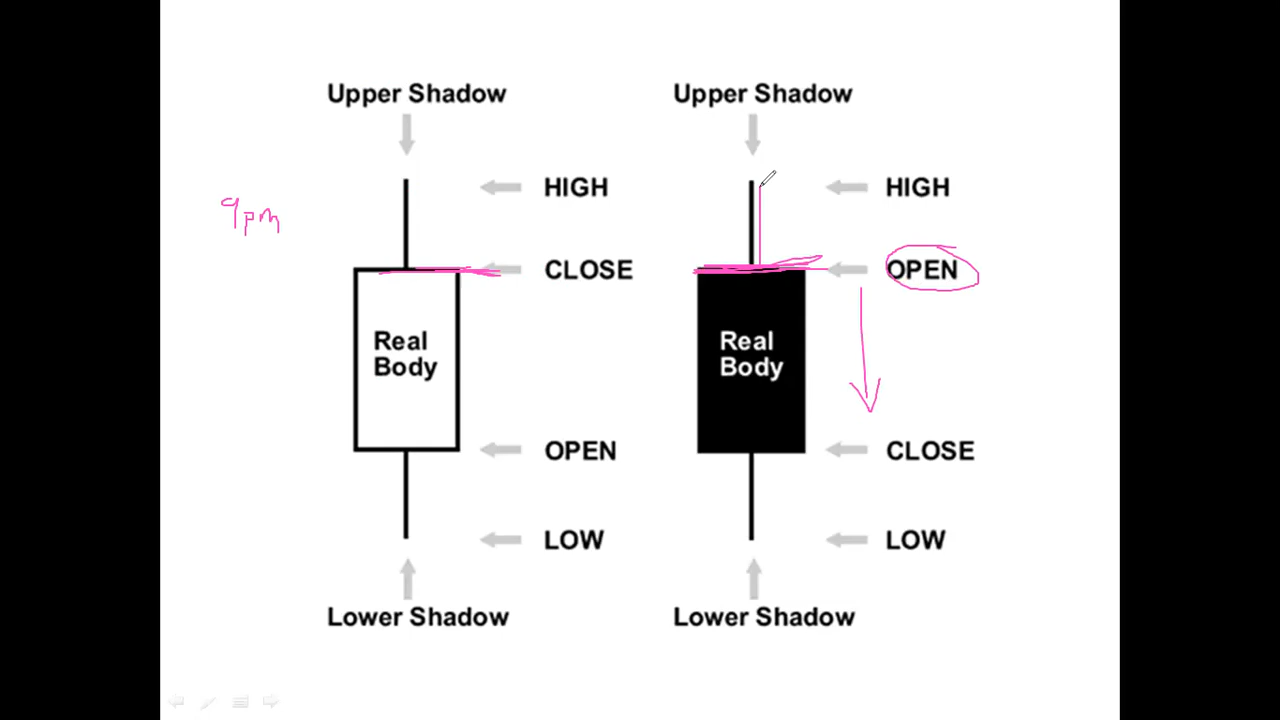 Upper Shadow
HIGH
9pm
CLOSE
Real
Body
OPEN
LOW
Lower Shadow
Upper Shadow
HIGH
OPEN
Real
Body
CLOSE
LOW
Lower Shadow